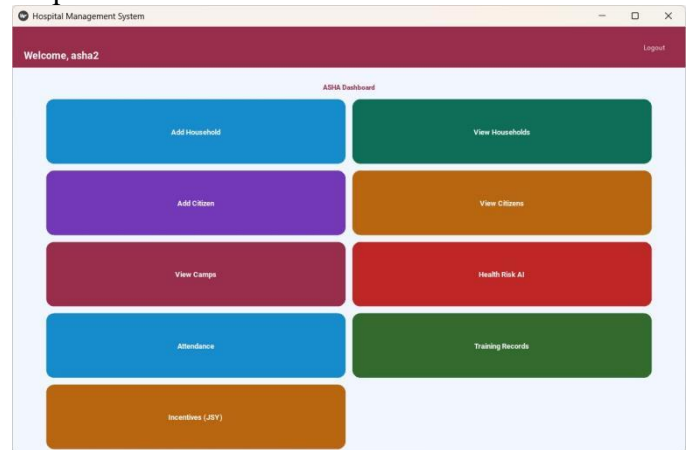 Hospital Management System
Welcome, asha2
Logout
ASHA Dashboard
Add Household
View Households
Add Citizen
View Citizens
View Camps
Health Risk AI
Attendance
Training Records
Incentives (JSY)